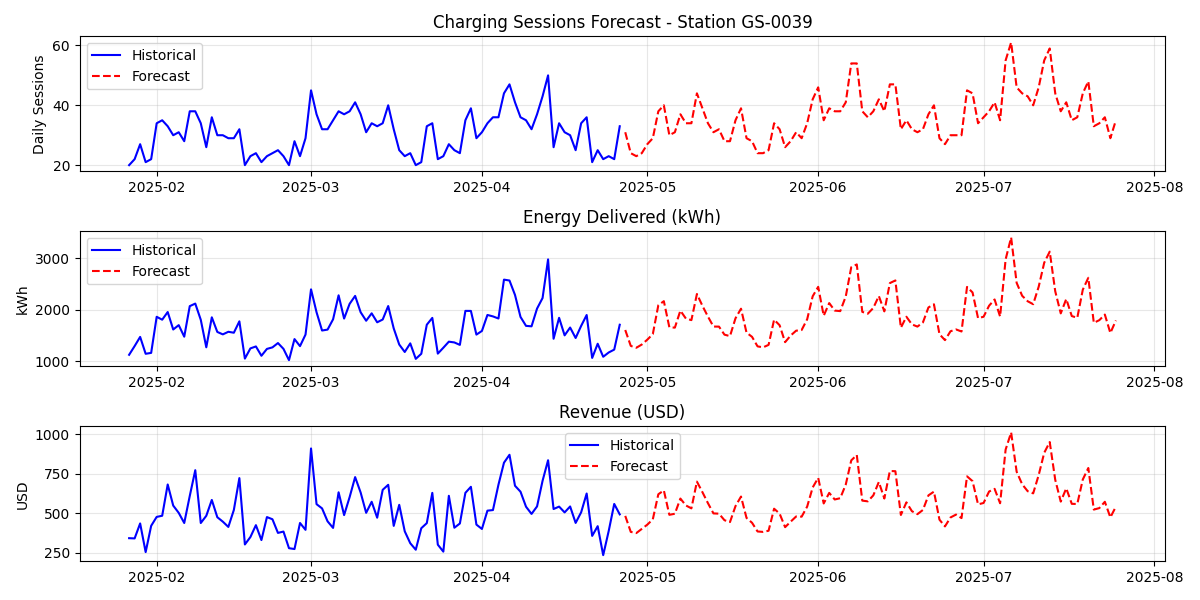 Charging Sessions Forecast - Station GS-0039
Daily Sessions
60
40
20
Historical
Forecast
2025-02 2025-03 2025-04 2025-05 2025-06 2025-07 2025-08
Energy Delivered (kWh)
kWh
3000
2000
1000
Historical
Forecast
2025-02 2025-03 2025-04 2025-05 2025-06 2025-07 2025-08
Revenue (USD)
USD
1000
750
500
250
Historical
Forecast
2025-02 2025-03 2025-04 2025-05 2025-06 2025-07 2025-08